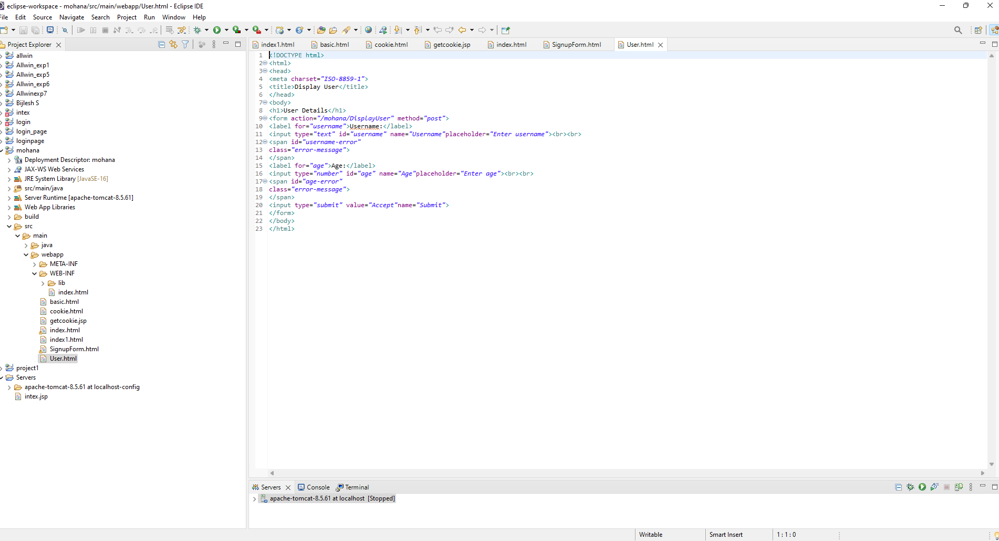 eclipse-workspace - mohana/src/main/webapp/User.html - Eclipse IDE
File Edit Source Navigate Search Project Run Window Help
Project Explorer
index1.html basic.html cookie.html getcookie.jsp index.html SignupForm.html User.html
allwin
Allwin_exp1
Allwin_exp5
Allwin_exp6
Allwinexp7
Bijlesh S
intex
login
login_page
loginpage
mohana
Deployment Descriptor: mohana
JAX-WS Web Services
JRE System Library [JavaSE-16]
src/main/java
Server Runtime [apache-tomcat-8.5.61]
Web App Libraries
build
src
main
java
webapp
META-INF
WEB-INF
lib
index.html
basic.html
cookie.html
getcookie.jsp
index.html
index1.html
SignupForm.html
User.html
project1
Servers
apache-tomcat-8.5.61 at localhost-config
intex.jsp
1 <!DOCTYPE html>
2 <html>
3 <head>
4 <meta charset="ISO-8859-1">
5 <title>Display User</title>
6 </head>
7 <body>
8 <h1>User Details</h1>
9 <form action="/mohana/DisplayUser" method="post">
10 <label for="username">Username:</label>
11 <input type="text" id="username" name="Username"placeholder="Enter username"><br><br>
12 <span id="username-error"
13 class="error-message">
14 </span>
15 <label for="age">Age:</label>
16 <input type="number" id="age" name="Age"placeholder="Enter age"><br><br>
17 <span id="age-error"
18 class="error-message">
19 </span>
20 <input type="submit" value="Accept"name="Submit">
21 </form>
22 </body>
23 </html>
Servers Console Terminal
apache-tomcat-8.5.61 at localhost [Stopped]
Writable Smart Insert 1 : 1 : 0